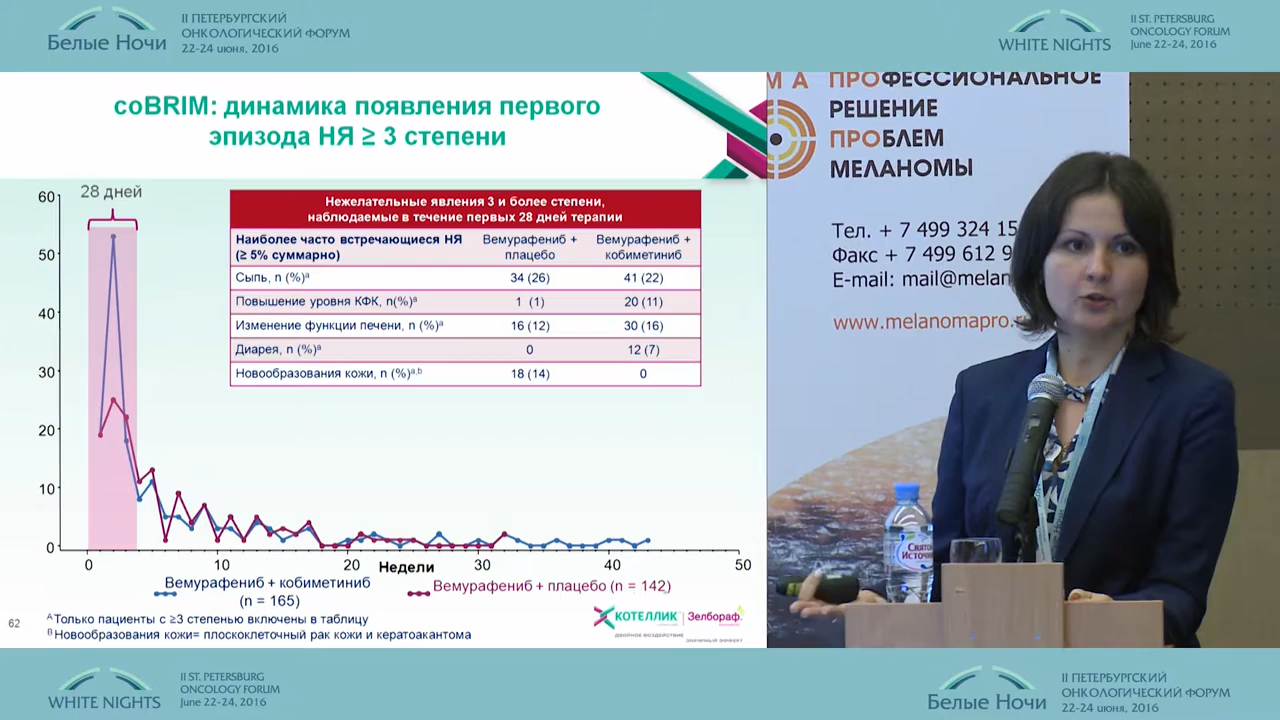 Белые Ночи
II ПЕТЕРБУРГСКИЙ
ОНКОЛОГИЧЕСКИЙ ФОРУМ
22-24 июня, 2016
WHITE NIGHTS
II ST. PETERSBURG
ONCOLOGY FORUM
June 22-24, 2016
coBRIM: динамика появления первого
эпизода НЯ ≥ 3 степени
28 дней
60
50
40
30
20
10
0
Нежелательные явления 3 и более степени,
наблюдаемые в течение первых 28 дней терапии
Наиболее часто встречающиеся НЯ
(≥ 5% суммарно)
Вемурафениб +
плацебо
Вемурафениб +
кобиметиниб
Сыпь, n (%)ᵃ 34 (26) 41 (22)
Повышение уровня КФК, n(%)ᵃ 1 (1) 20 (11)
Изменение функции печени, n (%)ᵃ 16 (12) 30 (16)
Диарея, n (%)ᵃ 0 12 (7)
Новообразования кожи, n (%)ᵃ,ᵇ 18 (14) 0
0 10 20 30 40 50
Недели
Вемурафениб + кобиметиниб
(n = 165)
Вемурафениб + плацебо (n = 142)
62
ᴬ Только пациенты с ≥3 степенью включены в таблицу
ᴮ Новообразования кожи= плоскоклеточный рак кожи и кератоакантома
КОТЕЛЛИК
Зелбораф
ДВОЙНОЕ ВОЗДЕЙСТВИЕ
М А
ПРОФЕССИОНАЛЬНОЕ
РЕШЕНИЕ
ПРОБЛЕМ
МЕЛАНОМЫ
Тел. + 7 499 324 15
Факс + 7 499 612 9
E-mail: mail@melan
www.melanomapro.r
Святой
Источник
WHITE NIGHTS
II ST. PETERSBURG
ONCOLOGY FORUM
June 22-24, 2016
Белые Ночи
II ПЕТЕРБУРГСКИЙ
ОНКОЛОГИЧЕСКИЙ ФОРУМ
22-24 июня, 2016